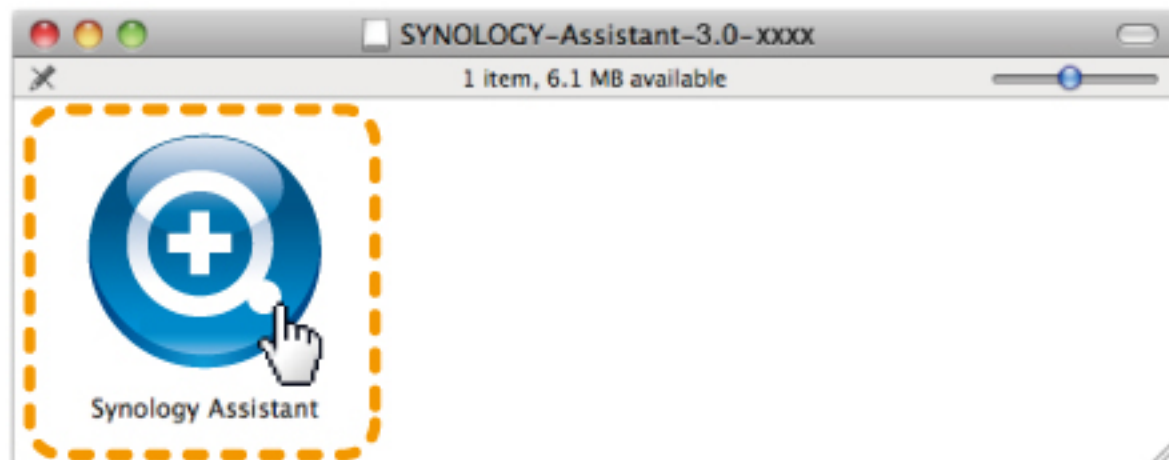 SYNOLOGY-Assistant-3.0-xxxx
1 item, 6.1 MB available
Synology Assistant